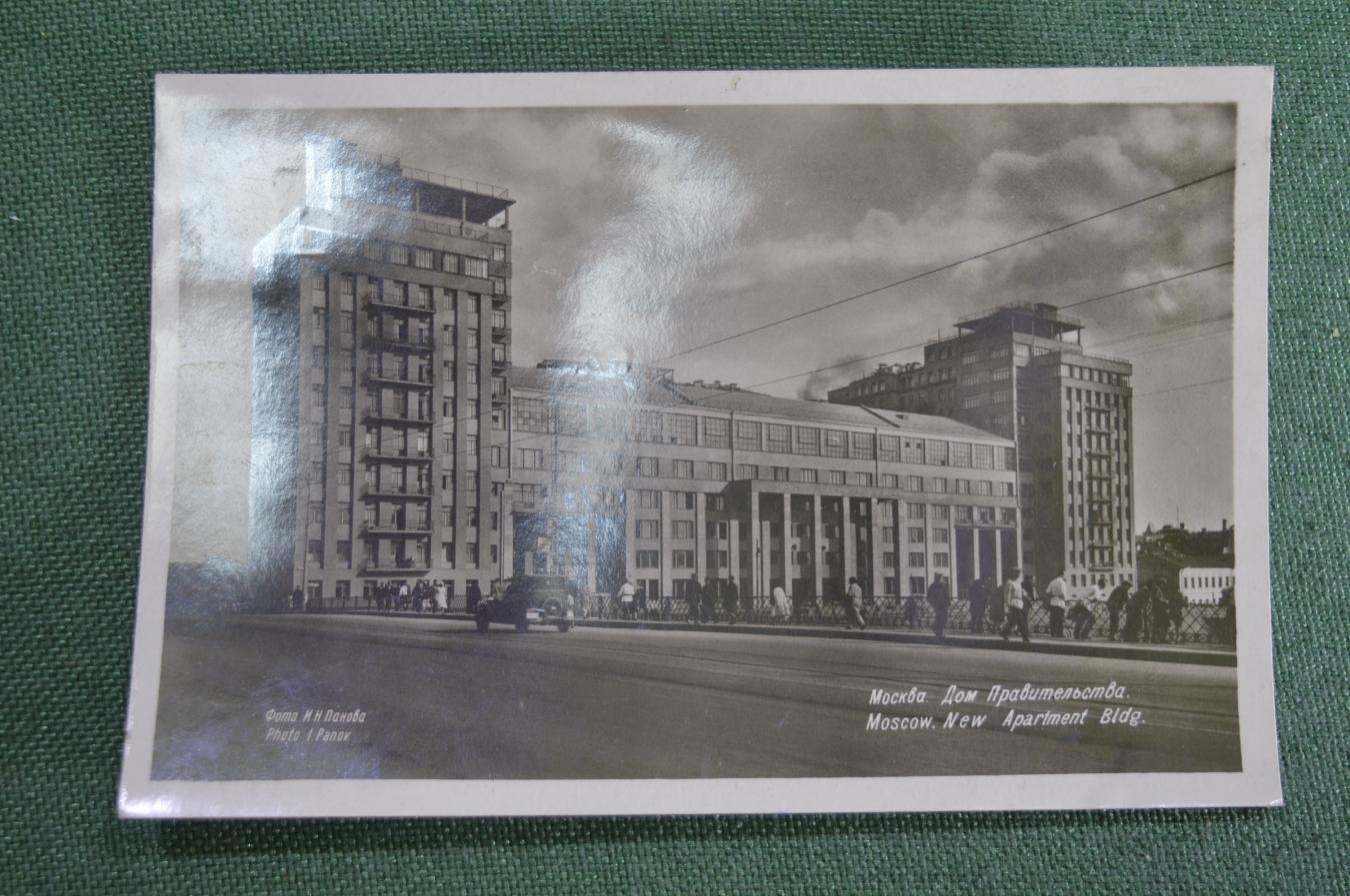 Москва. Дом Правительства.
Moscow. New Apartment Bldg.
Фото И.Н.Панова
Photo I.Panov.